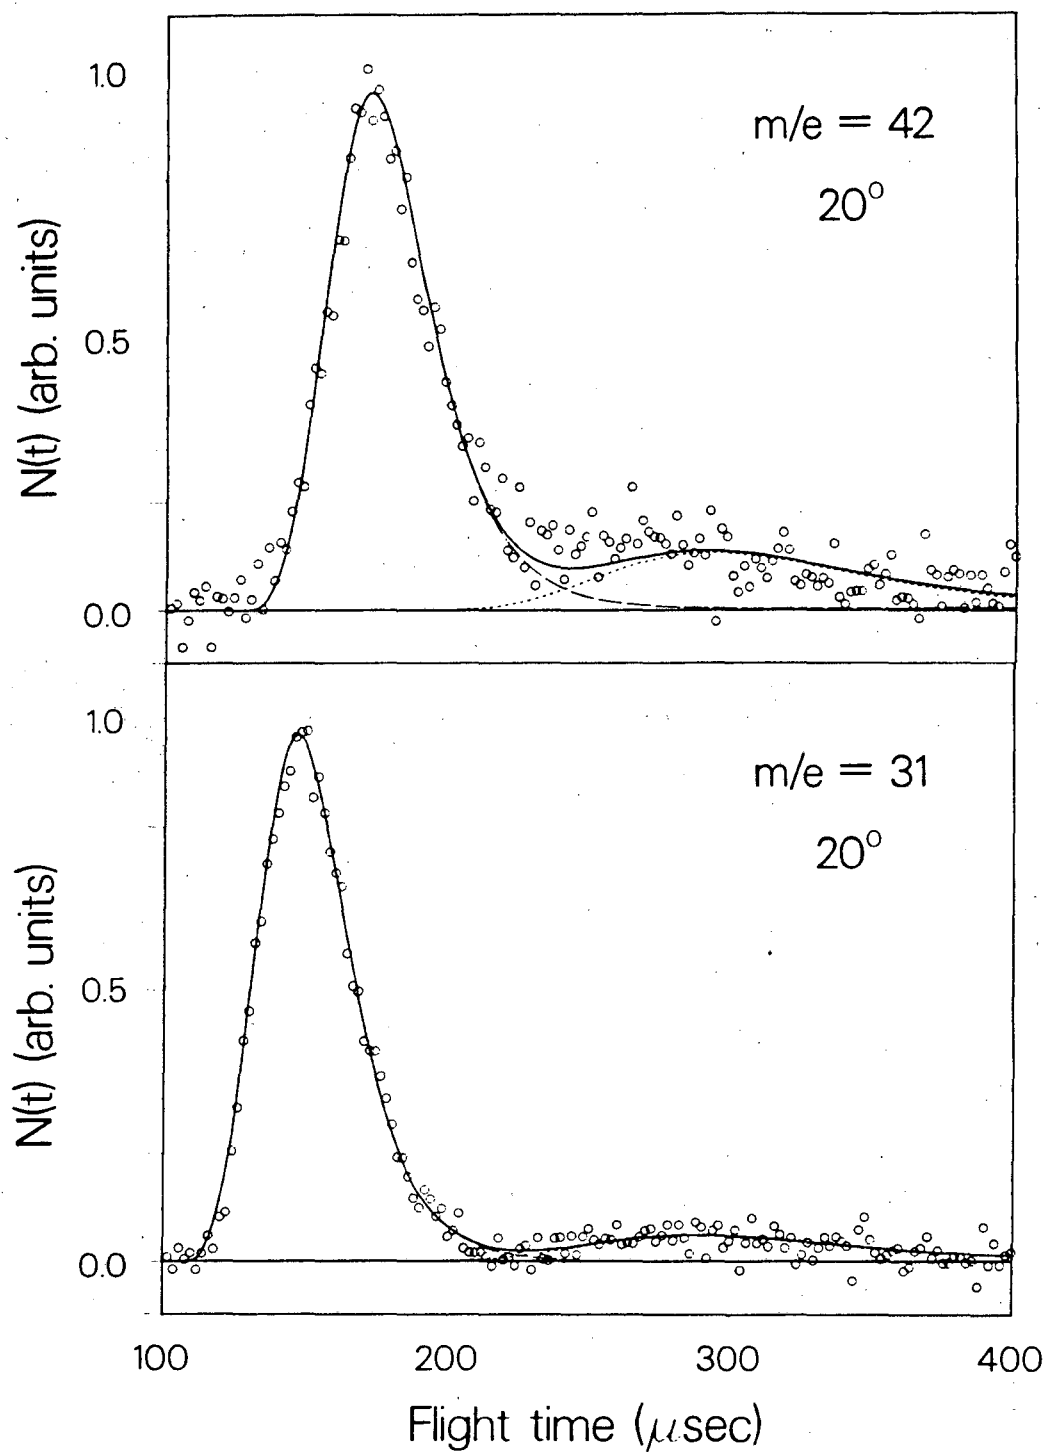 1.0
m/e = 42
20°
N(t) (arb. units)
0.5
0.0
1.0
m/e = 31
20°
N(t) (arb. units)
0.5
0.0
100 200 300 400
Flight time (μsec)